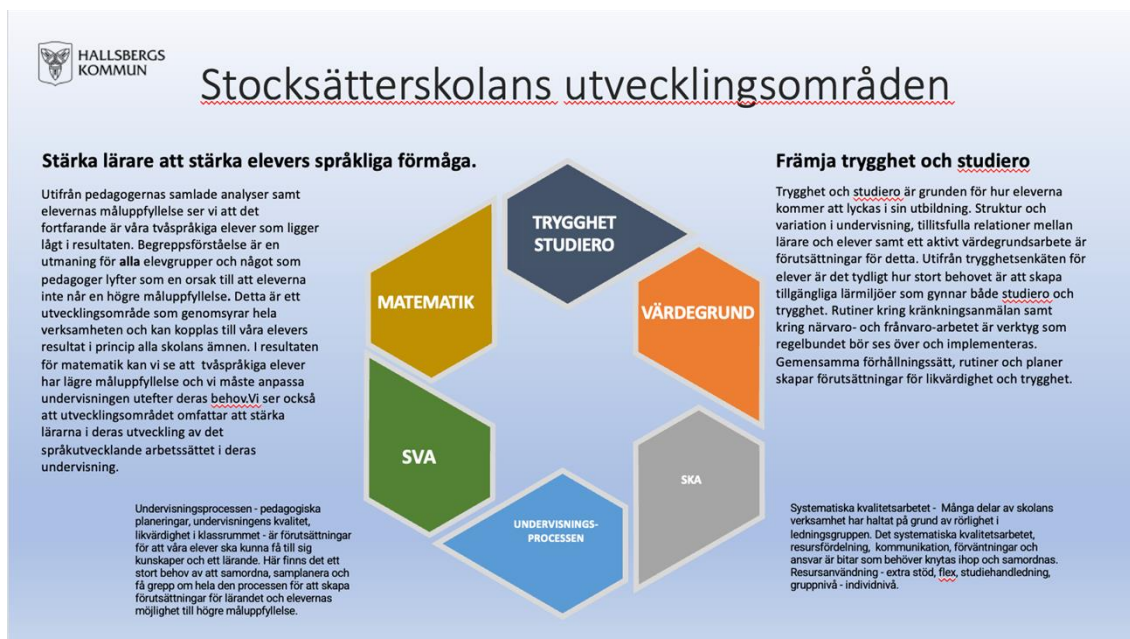 HALLSBERGS
KOMMUN
Stocksätterskolans utvecklingsområden
Stärka lärare att stärka elevers språkliga förmåga.
Utifrån pedagogernas samlade analyser samt
elevernas måluppfyllelse ser vi att det
fortfarande är våra tvåspråkiga elever som ligger
lågt i resultaten. Begreppsförståelse är en
utmaning för alla elevgrupper och något som
pedagoger lyfter som en orsak till att eleverna
inte når en högre måluppfyllelse. Detta är ett
utvecklingsområde som genomsyrar hela
verksamheten och kan kopplas till våra elevers
resultat i princip alla skolans ämnen. I resultaten
för matematik kan vi se att  tvåspråkiga elever
har lägre måluppfyllelse och vi måste anpassa
undervisningen utefter deras behov.Vi ser också
att utvecklingsområdet omfattar att stärka
lärarna i deras utveckling av det
språkutvecklande arbetssättet i deras
undervisning.
Undervisningsprocessen - pedagogiska
planeringar, undervisningens kvalitet,
likvärdighet i klassrummet - är förutsättningar
för att våra elever ska kunna få till sig
kunskaper och ett lärande. Här finns det ett
stort behov av att samordna, samplanera och
få grepp om hela den processen för att skapa
förutsättningar för lärandet och elevernas
möjlighet till högre måluppfyllelse.
TRYGGHET
STUDIERO
MATEMATIK
VÄRDEGRUND
SVA
SKA
UNDERVISNINGS-
PROCESSEN
Främja trygghet och studiero
Trygghet och studiero är grunden för hur eleverna
kommer att lyckas i sin utbildning. Struktur och
variation i undervisning, tillitsfulla relationer mellan
lärare och elever samt ett aktivt värdegrundsarbete är
förutsättningar för detta. Utifrån trygghetsenkäten för
elever är det tydligt hur stort behovet är att skapa
tillgängliga lärmiljöer som gynnar både studiero och
trygghet. Rutiner kring kränkningsanmälan samt
kring närvaro- och frånvaro-arbetet är verktyg som
regelbundet bör ses över och implementeras.
Gemensamma förhållningssätt, rutiner och planer
skapar förutsättningar för likvärdighet och trygghet.
Systematiska kvalitetsarbetet -  Många delar av skolans
verksamhet har haltat på grund av rörlighet i
ledningsgruppen. Det systematiska kvalitetsarbetet,
resursfördelning,  kommunikation, förväntningar och
ansvar är bitar som behöver knytas ihop och samordnas.
Resursanvändning - extra stöd, flex, studiehandledning,
gruppnivå - individnivå.